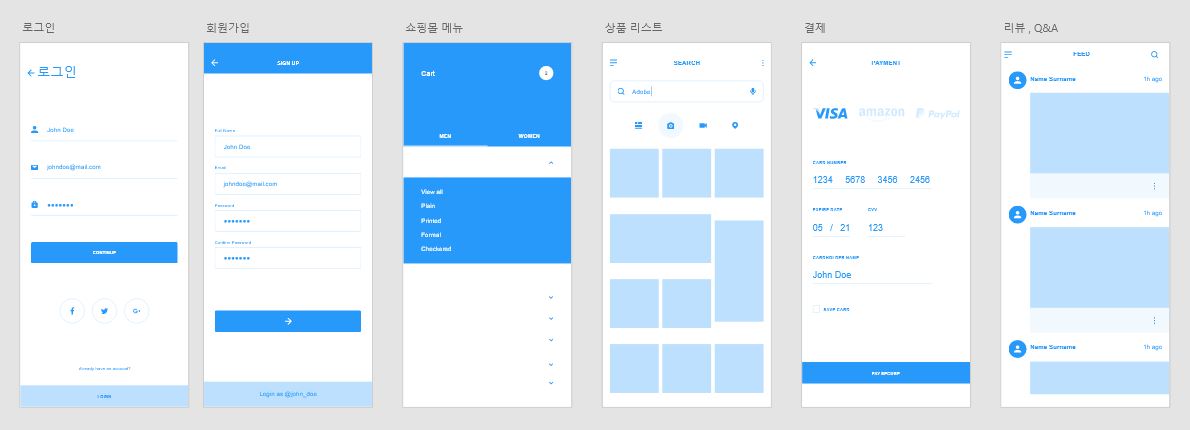 로그인
회원가입
쇼핑몰 메뉴
상품 리스트
결제
리뷰 , Q&A
로그인
John Doe
johndoe@mail.com
CONTINUE
Already have an account?
LOGIN
SIGN UP
Full Name
John Doe
Email
johndoe@mail.com
Password
Confirm Password
Login as @john_doe
Cart
2
MEN
WOMEN
View all
Plain
Printed
Formal
Checkered
SEARCH
Adobe
PAYMENT
VISA
amazon
PayPal
CARD NUMBER
1234 5678 3456 2456
EXPIRE DATE
CVV
05 / 21
123
CARDHOLDER NAME
John Doe
SAVE CARD
PAY SECURE
FEED
Name Surname
1h ago
Name Surname
1h ago
Name Surname
1h ago